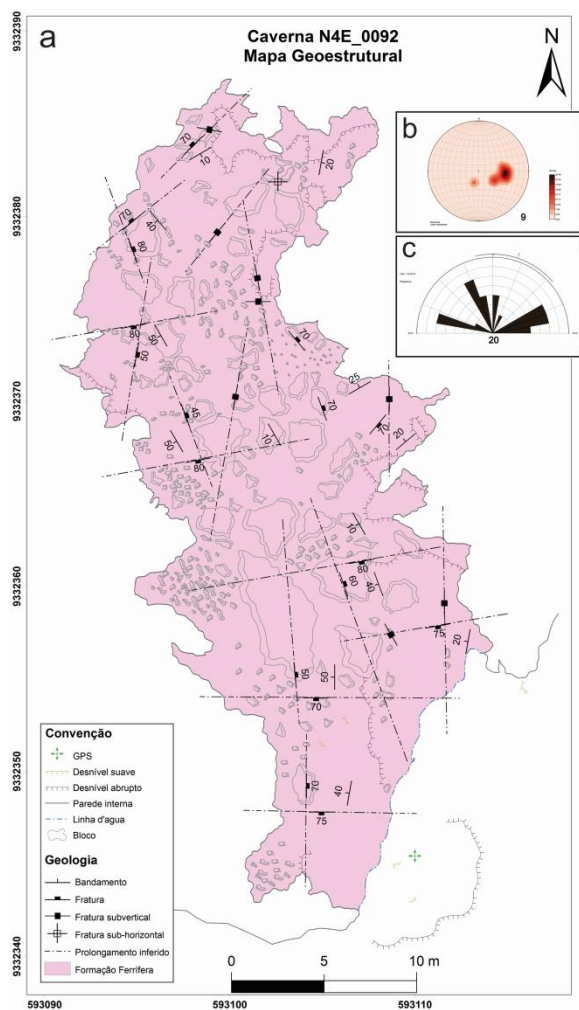 a
Caverna N4E_0092
Mapa Geoestrutural
N
b
9
c
20
9332390
9332380
9332370
9332360
9332350
9332340
593090
593100
593110
70
10
20
70
40
80
80
50
50
70
45
50
10
80
70
25
70
20
10
80
60
40
75
20
50
50
70
70
40
75
Convenção
GPS
Desnível suave
Desnível abrupto
Parede interna
Linha d'agua
Bloco
Geologia
Bandamento
Fratura
Fratura subvertical
Fratura sub-horizontal
Prolongamento inferido
Formação Ferrífera
0 5 10 m